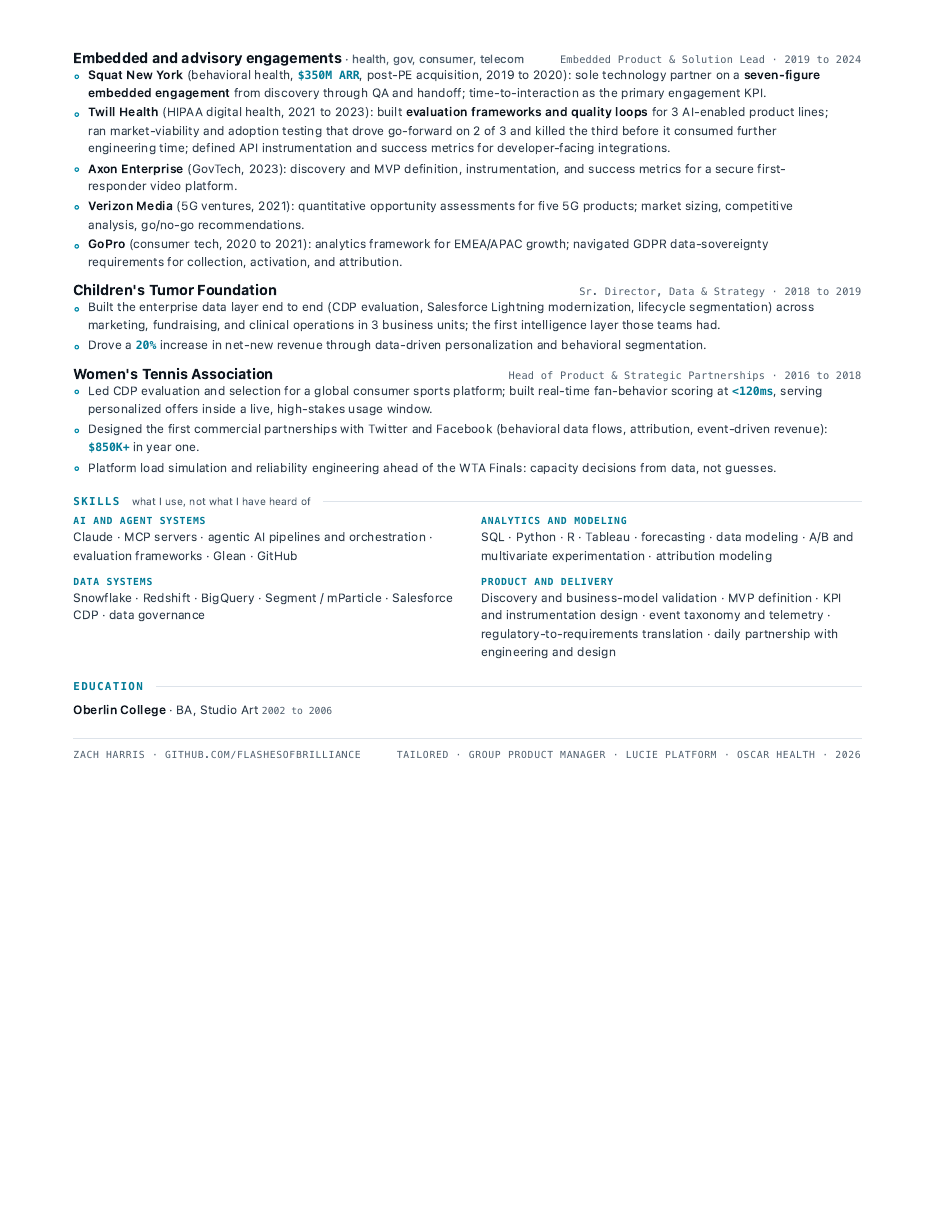 Embedded and advisory engagements · health, gov, consumer, telecom Embedded Product & Solution Lead · 2019 to 2024
Squat New York (behavioral health, $350M ARR, post-PE acquisition, 2019 to 2020): sole technology partner on a seven-figure
embedded engagement from discovery through QA and handoff; time-to-interaction as the primary engagement KPI.
Twill Health (HIPAA digital health, 2021 to 2023): built evaluation frameworks and quality loops for 3 AI-enabled product lines;
ran market-viability and adoption testing that drove go-forward on 2 of 3 and killed the third before it consumed further
engineering time; defined API instrumentation and success metrics for developer-facing integrations.
Axon Enterprise (GovTech, 2023): discovery and MVP definition, instrumentation, and success metrics for a secure first-
responder video platform.
Verizon Media (5G ventures, 2021): quantitative opportunity assessments for five 5G products; market sizing, competitive
analysis, go/no-go recommendations.
GoPro (consumer tech, 2020 to 2021): analytics framework for EMEA/APAC growth; navigated GDPR data-sovereignty
requirements for collection, activation, and attribution.
Children's Tumor Foundation Sr. Director, Data & Strategy · 2018 to 2019
Built the enterprise data layer end to end (CDP evaluation, Salesforce Lightning modernization, lifecycle segmentation) across
marketing, fundraising, and clinical operations in 3 business units; the first intelligence layer those teams had.
Drove a 20% increase in net-new revenue through data-driven personalization and behavioral segmentation.
Women's Tennis Association Head of Product & Strategic Partnerships · 2016 to 2018
Led CDP evaluation and selection for a global consumer sports platform; built real-time fan-behavior scoring at <120ms, serving
personalized offers inside a live, high-stakes usage window.
Designed the first commercial partnerships with Twitter and Facebook (behavioral data flows, attribution, event-driven revenue):
$850K+ in year one.
Platform load simulation and reliability engineering ahead of the WTA Finals: capacity decisions from data, not guesses.
SKILLS what I use, not what I have heard of
AI AND AGENT SYSTEMS
Claude · MCP servers · agentic AI pipelines and orchestration ·
evaluation frameworks · Glean · GitHub
ANALYTICS AND MODELING
SQL · Python · R · Tableau · forecasting · data modeling · A/B and
multivariate experimentation · attribution modeling
DATA SYSTEMS
Snowflake · Redshift · BigQuery · Segment / mParticle · Salesforce
CDP · data governance
PRODUCT AND DELIVERY
Discovery and business-model validation · MVP definition · KPI
and instrumentation design · event taxonomy and telemetry ·
regulatory-to-requirements translation · daily partnership with
engineering and design
EDUCATION
Oberlin College · BA, Studio Art 2002 to 2006
ZACH HARRIS · GITHUB.COM/FLASHESOFBRILLIANCE TAILORED · GROUP PRODUCT MANAGER · LUCIE PLATFORM · OSCAR HEALTH · 2026